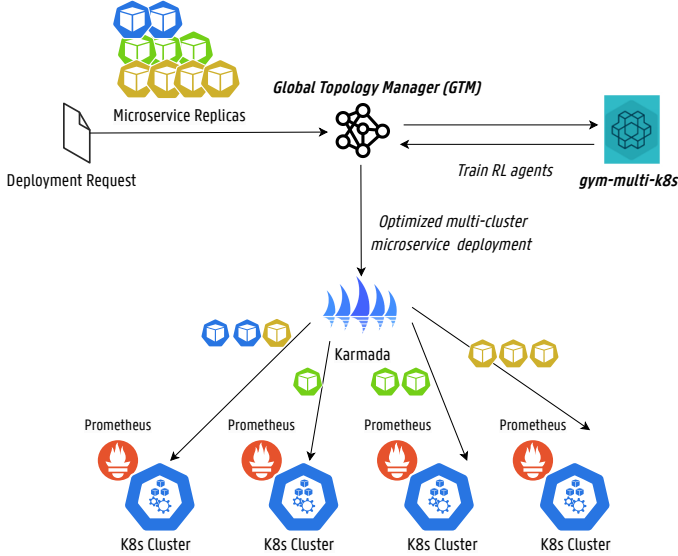 Global Topology Manager (GTM)
Microservice Replicas
Deployment Request
Train RL agents
gym-multi-k8s
Optimized multi-cluster
microservice deployment
Karmada
Prometheus
Prometheus
Prometheus
Prometheus
K8s Cluster
K8s Cluster
K8s Cluster
K8s Cluster